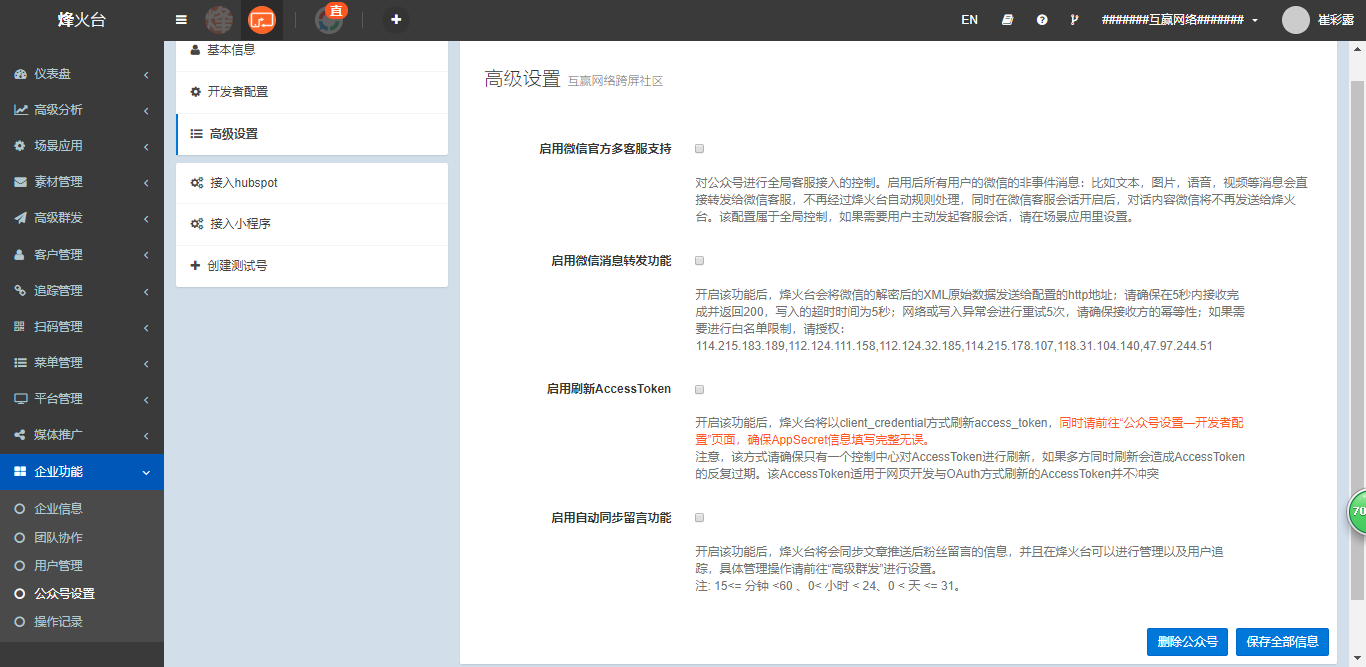 烽火台
烽
直
EN
#######互赢网络#######
崔彩露
仪表盘
高级分析
场景应用
素材管理
高级群发
客户管理
追踪管理
扫码管理
菜单管理
平台管理
媒体推广
企业功能
企业信息
团队协作
用户管理
公众号设置
操作记录
基本信息
开发者配置
高级设置
接入hubspot
接入小程序
创建测试号
高级设置 互赢网络跨屏社区
启用微信官方多客服支持
对公众号进行全局客服接入的控制。启用后所有用户的微信的非事件消息：比如文本，图片，语音，视频等消息会直
接转发给微信客服，不再经过烽火台自动规则处理，同时在微信客服会话开启后，对话内容微信将不再发送给烽火
台。该配置属于全局控制，如果需要用户主动发起客服会话，请在场景应用里设置。
启用微信消息转发功能
开启该功能后，烽火台会将微信的解密后的XML原始数据发送给配置的http地址；请确保在5秒内接收完
成并返回200，写入的超时时间为5秒；网络或写入异常会进行重试5次，请确保接收方的幂等性；如果需
要进行白名单限制，请授权：
114.215.183.189,112.124.111.158,112.124.32.185,114.215.178.107,118.31.104.140,47.97.244.51
启用刷新AccessToken
开启该功能后，烽火台将以client_credential方式刷新access_token，同时请前往“公众号设置—开发者配
置”页面，确保AppSecret信息填写完整无误。
注意，该方式请确保只有一个控制中心对AccessToken进行刷新，如果多方同时刷新会造成AccessToken
的反复过期。该AccessToken适用于网页开发与OAuth方式刷新的AccessToken并不冲突
启用自动同步留言功能
开启该功能后，烽火台将会同步文章推送后粉丝留言的信息，并且在烽火台可以进行管理以及用户追
踪，具体管理操作请前往“高级群发”进行设置。
注: 15<= 分钟 <60 、0< 小时 < 24、0 < 天 <= 31。
删除公众号
保存全部信息
70